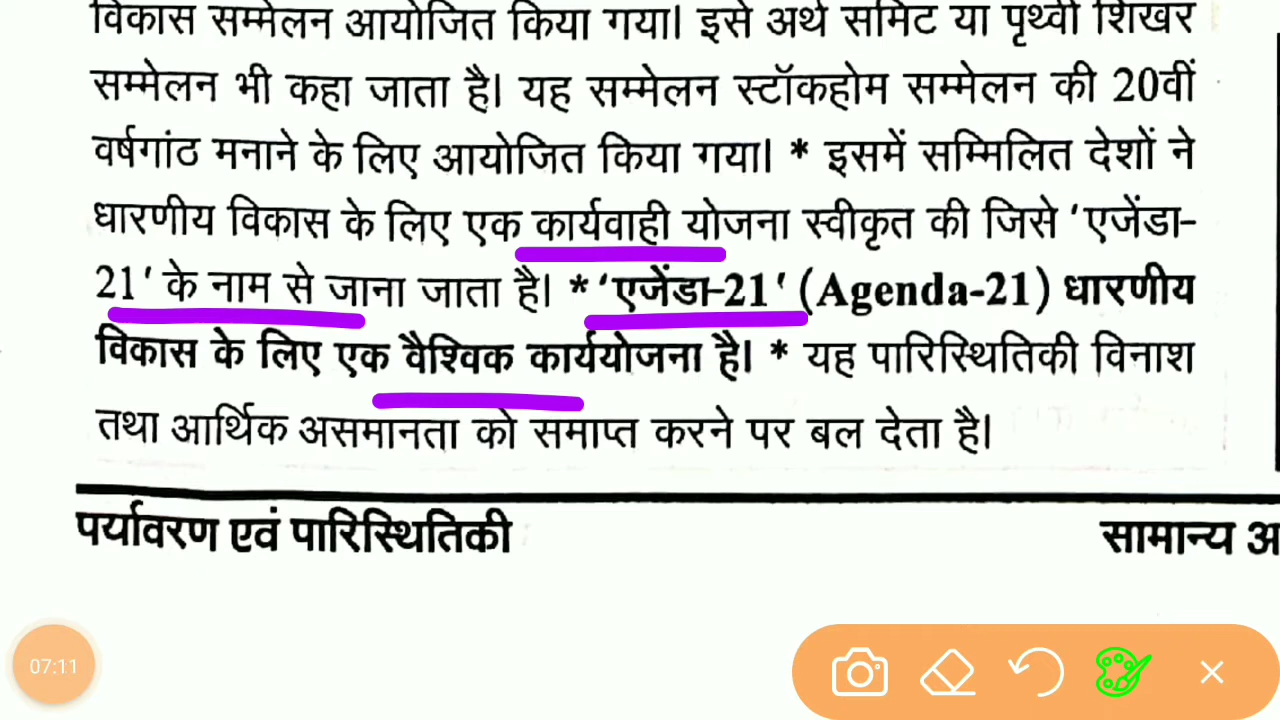 विकास सम्मेलन आयोजित किया गया। इसे अर्थ समिट या पृथ्वी शिखर
सम्मेलन भी कहा जाता है। यह सम्मेलन स्टॉकहोम सम्मेलन की 20वीं
वर्षगांठ मनाने के लिए आयोजित किया गया। * इसमें सम्मिलित देशों ने
धारणीय विकास के लिए एक कार्यवाही योजना स्वीकृत की जिसे ‘एजेंडा-
21’ के नाम से जाना जाता है। * ‘एजेंडा-21’ (Agenda-21) धारणीय
विकास के लिए एक वैश्विक कार्ययोजना है। * यह पारिस्थितिकी विनाश
तथा आर्थिक असमानता को समाप्त करने पर बल देता है।
पर्यावरण एवं पारिस्थितिकी
सामान्य अ
07:11